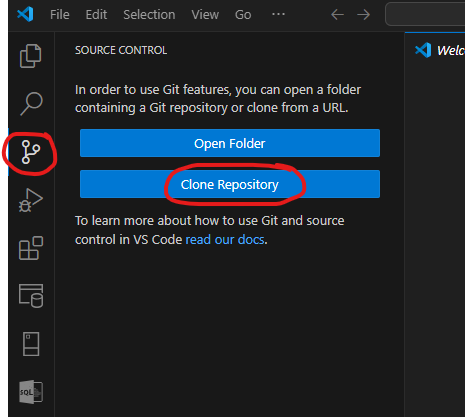 File Edit Selection View Go ...
SOURCE CONTROL
Welc
In order to use Git features, you can open a folder
containing a Git repository or clone from a URL.
Open Folder
Clone Repository
To learn more about how to use Git and source
control in VS Code read our docs.
SQL